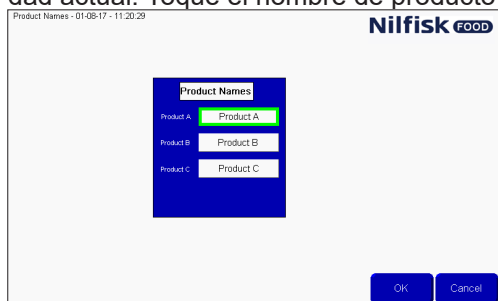 dad actual. Toque el nombre de producto
Product Names - 01-08-17 - 11:20:29
Nilfisk FOOD
Product Names
Product A Product A
Product B Product B
Product C Product C
OK Cancel